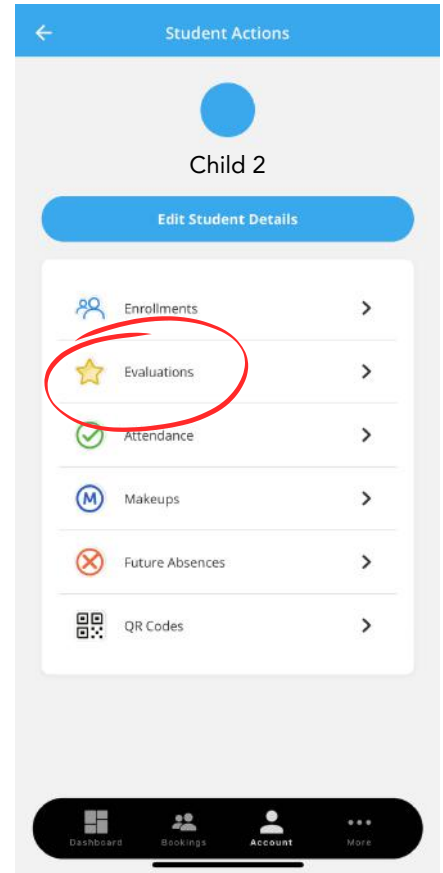 Student Actions
Child 2
Edit Student Details
Enrollments
Evaluations
Attendance
M Makeups
Future Absences
QR Codes
Dashboard Bookings Account More